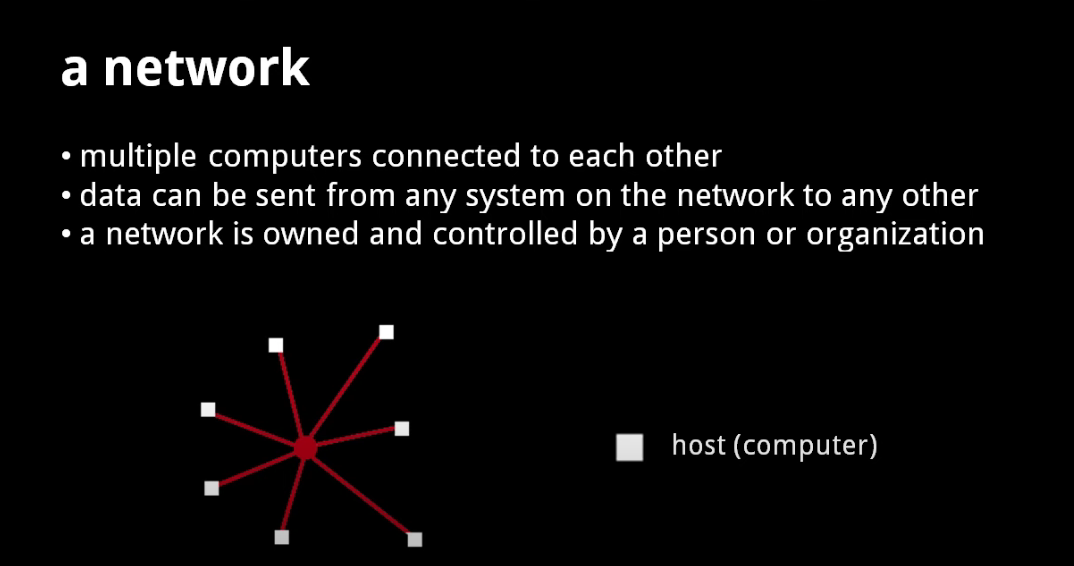 a network
• multiple computers connected to each other
• data can be sent from any system on the network to any other
• a network is owned and controlled by a person or organization
host (computer)